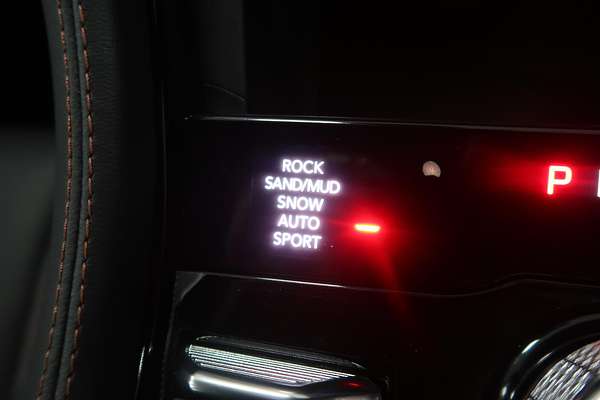 ROCK
SAND/MUD
SNOW
AUTO
SPORT
P